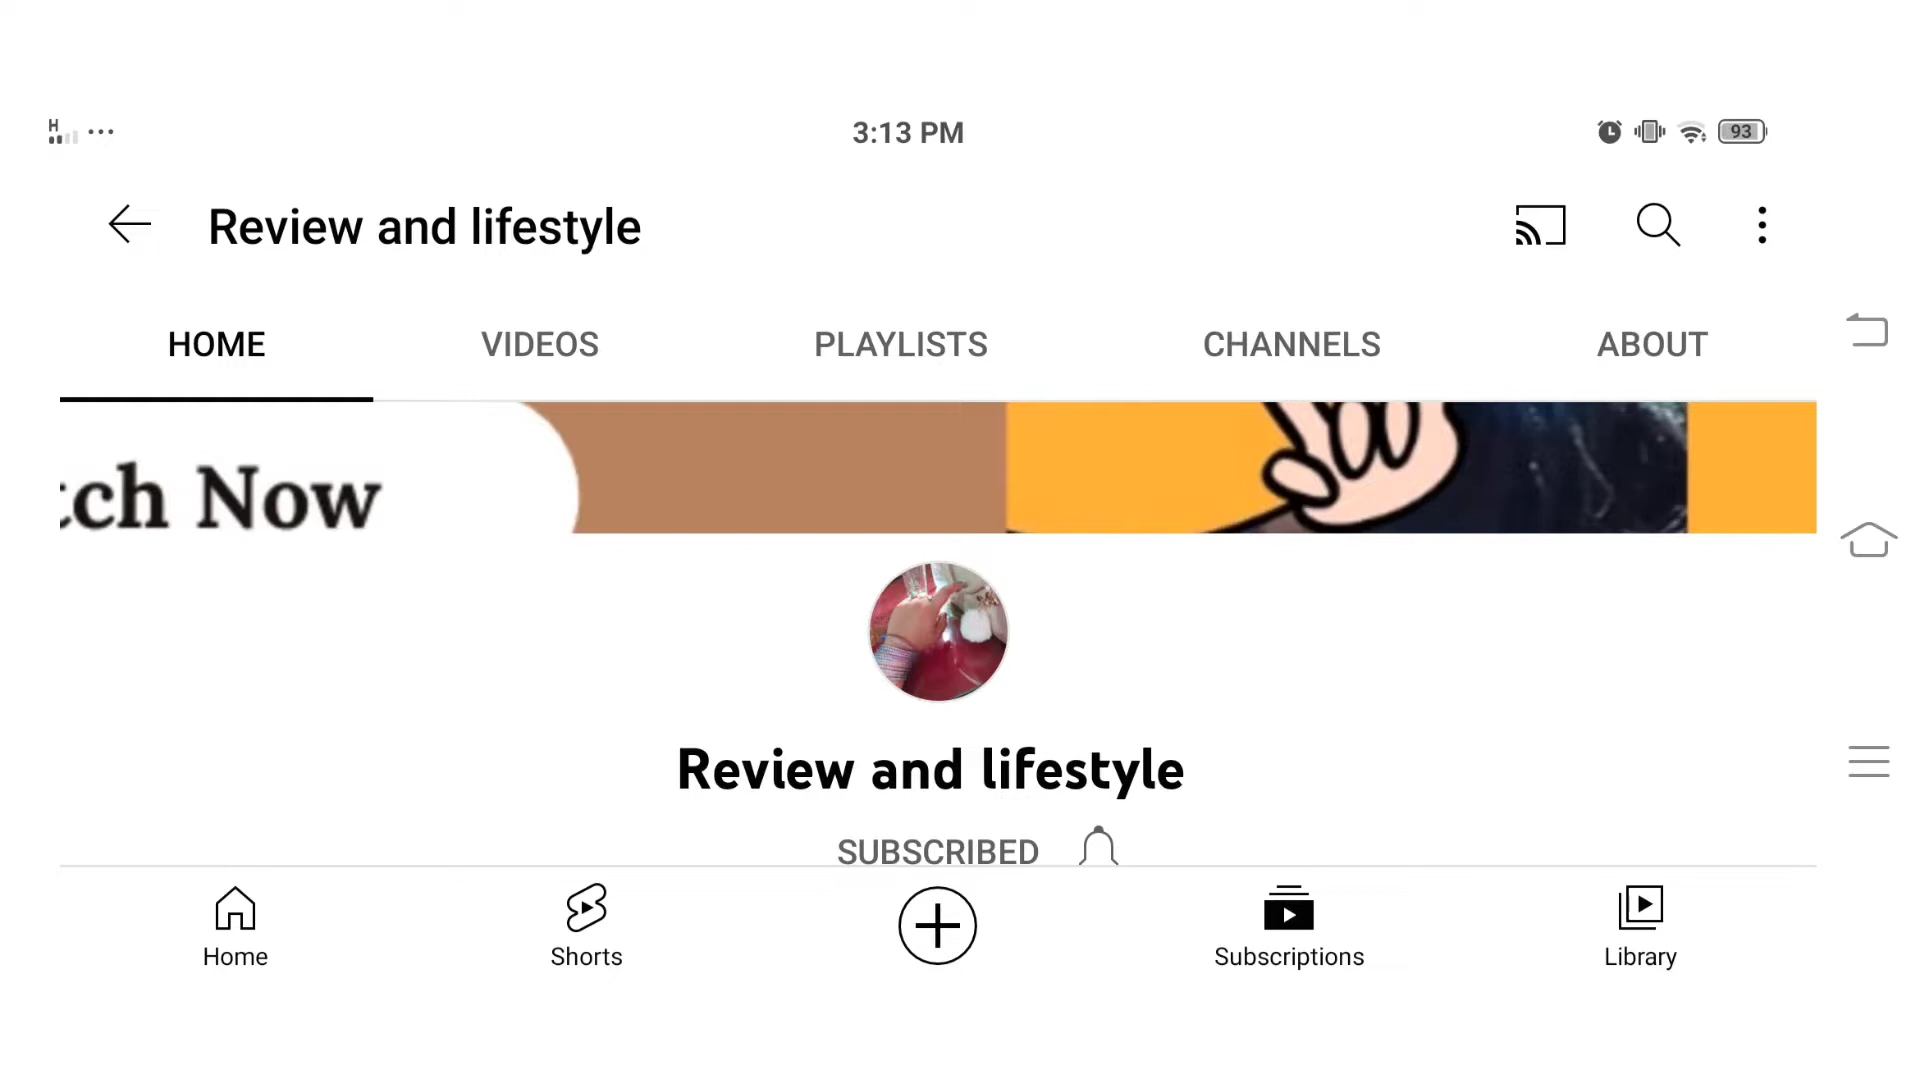 H
3:13 PM
93
Review and lifestyle
HOME VIDEOS PLAYLISTS CHANNELS ABOUT
tch Now
Review and lifestyle
SUBSCRIBED
Home Shorts Subscriptions Library